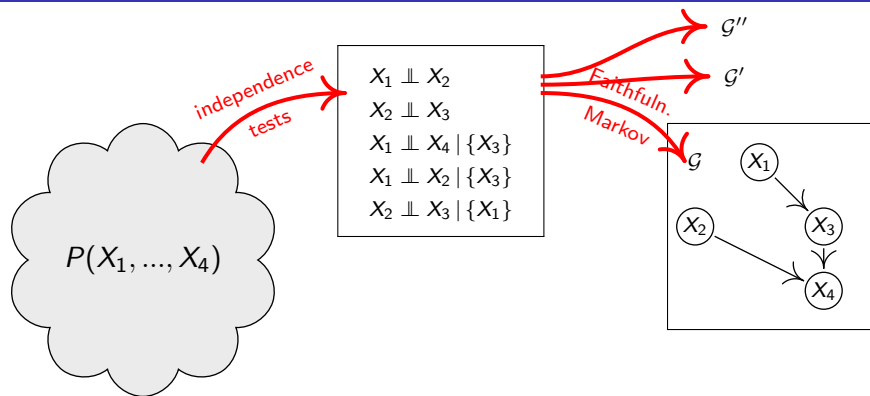 P(X₁, ..., X₄)
independence
tests
X₁ ⫫ X₂
X₂ ⫫ X₃
X₁ ⫫ X₄ | {X₃}
X₁ ⫫ X₂ | {X₃}
X₂ ⫫ X₃ | {X₁}
Faithfuln.
Markov
𝒢′′
𝒢′
𝒢
X₁
X₂
X₃
X₄